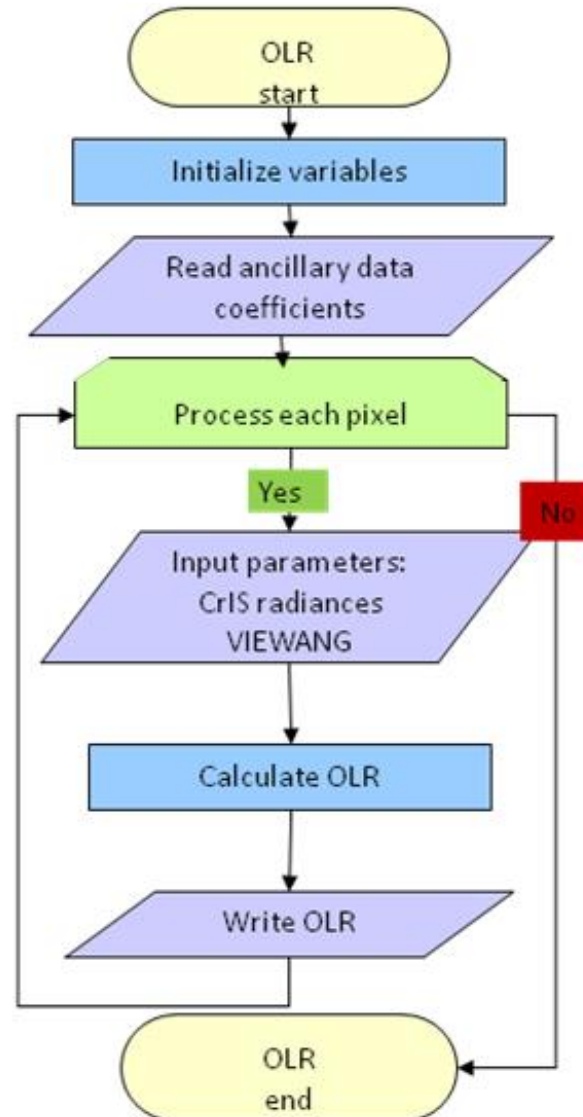 OLR
start
Initialize variables
Read ancillary data
coefficients
Process each pixel
Yes
No
Input parameters:
CrIS radiances
VIEWANG
Calculate OLR
Write OLR
OLR
end